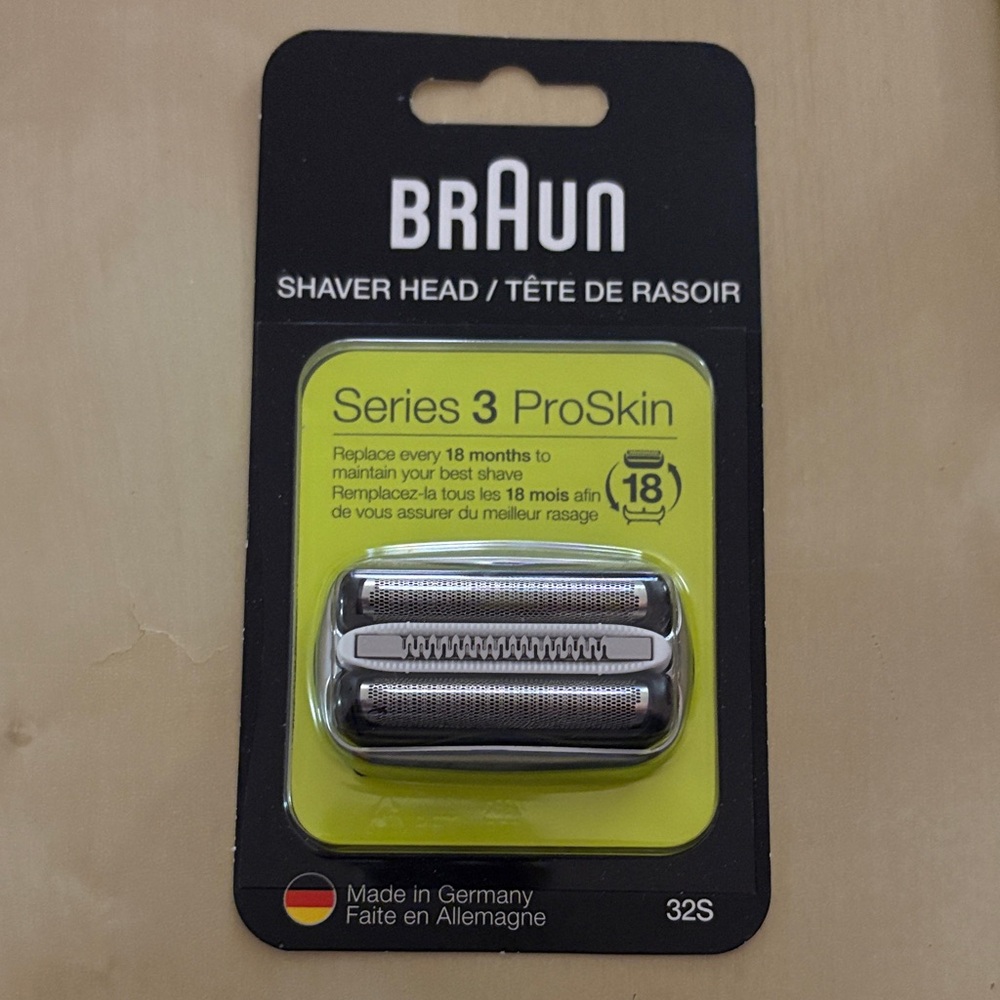 BRAUN
SHAVER HEAD / TÊTE DE RASOIR
Series 3 ProSkin
Replace every 18 months to
maintain your best shave
Remplacez-la tous les 18 mois afin
de vous assurer du meilleur rasage
18
Made in Germany
Faite en Allemagne
32S